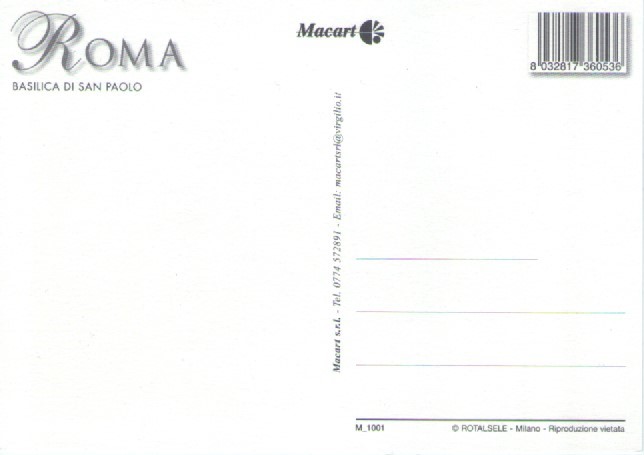 ROMA
BASILICA DI SAN PAOLO
Macart
8 032817 360536
Macart s.r.l. - Tel. 0774 572891 - Email: macartsrl@virgilio.it
M_1001
© ROTALSELE - Milano - Riproduzione vietata